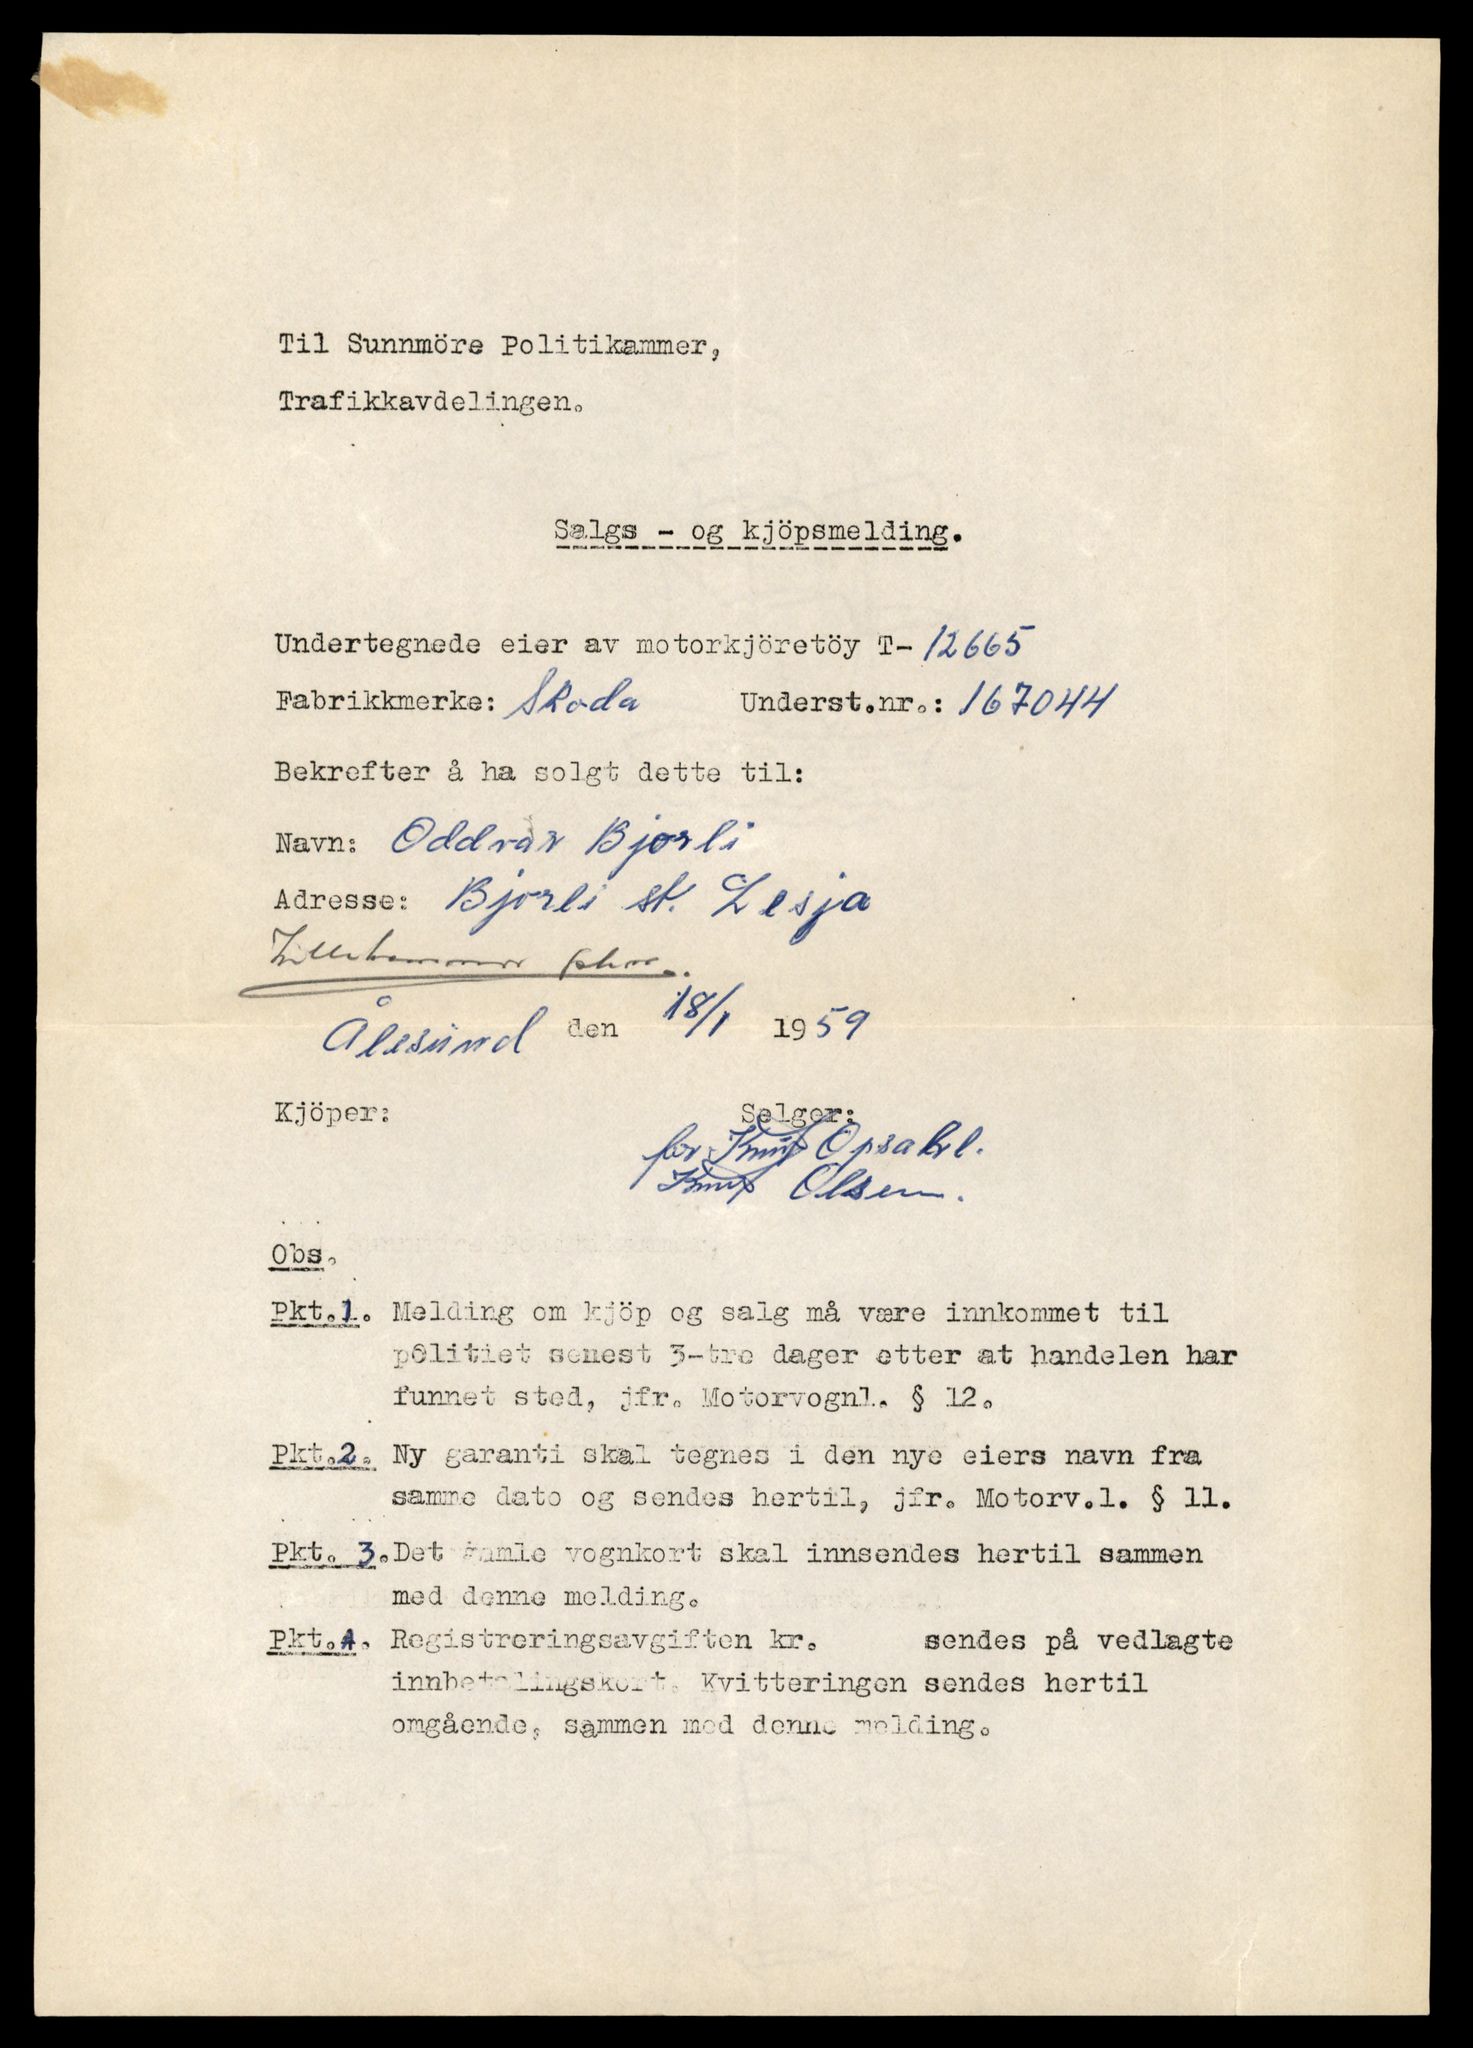 Til Sunnmöre Politikammer,
Trafikkavdelingen.
Salgs - og kjöpsmelding.
Undertegnede eier av motorkjöretöy T- 12665
Fabrikkmerke: Skoda Underst.nr.: 167044
Bekrefter å ha solgt dette til:
Navn: Oddvar Bjorli
Adresse: Bjorli st. Lesja
Lillehammer
Ålesund den 18/1 1959
Kjöper: Selger:
for Knut Opsahl.
Knut Olsen.
Obs.
Pkt.1. Melding om kjöp og salg må være innkommet til
politiet senest 3-tre dager etter at handelen har
funnet sted, jfr. Motorvognl. § 12.
Pkt.2. Ny garanti skal tegnes i den nye eiers navn fra
samme dato og sendes hertil, jfr. Motorv.l. § 11.
Pkt. 3. Det gamle vognkort skal innsendes hertil sammen
med denne melding.
Pkt.4. Registreringsavgiften kr. sendes på vedlagte
innbetalingskort. Kvitteringen sendes hertil
omgående, sammen med denne melding.